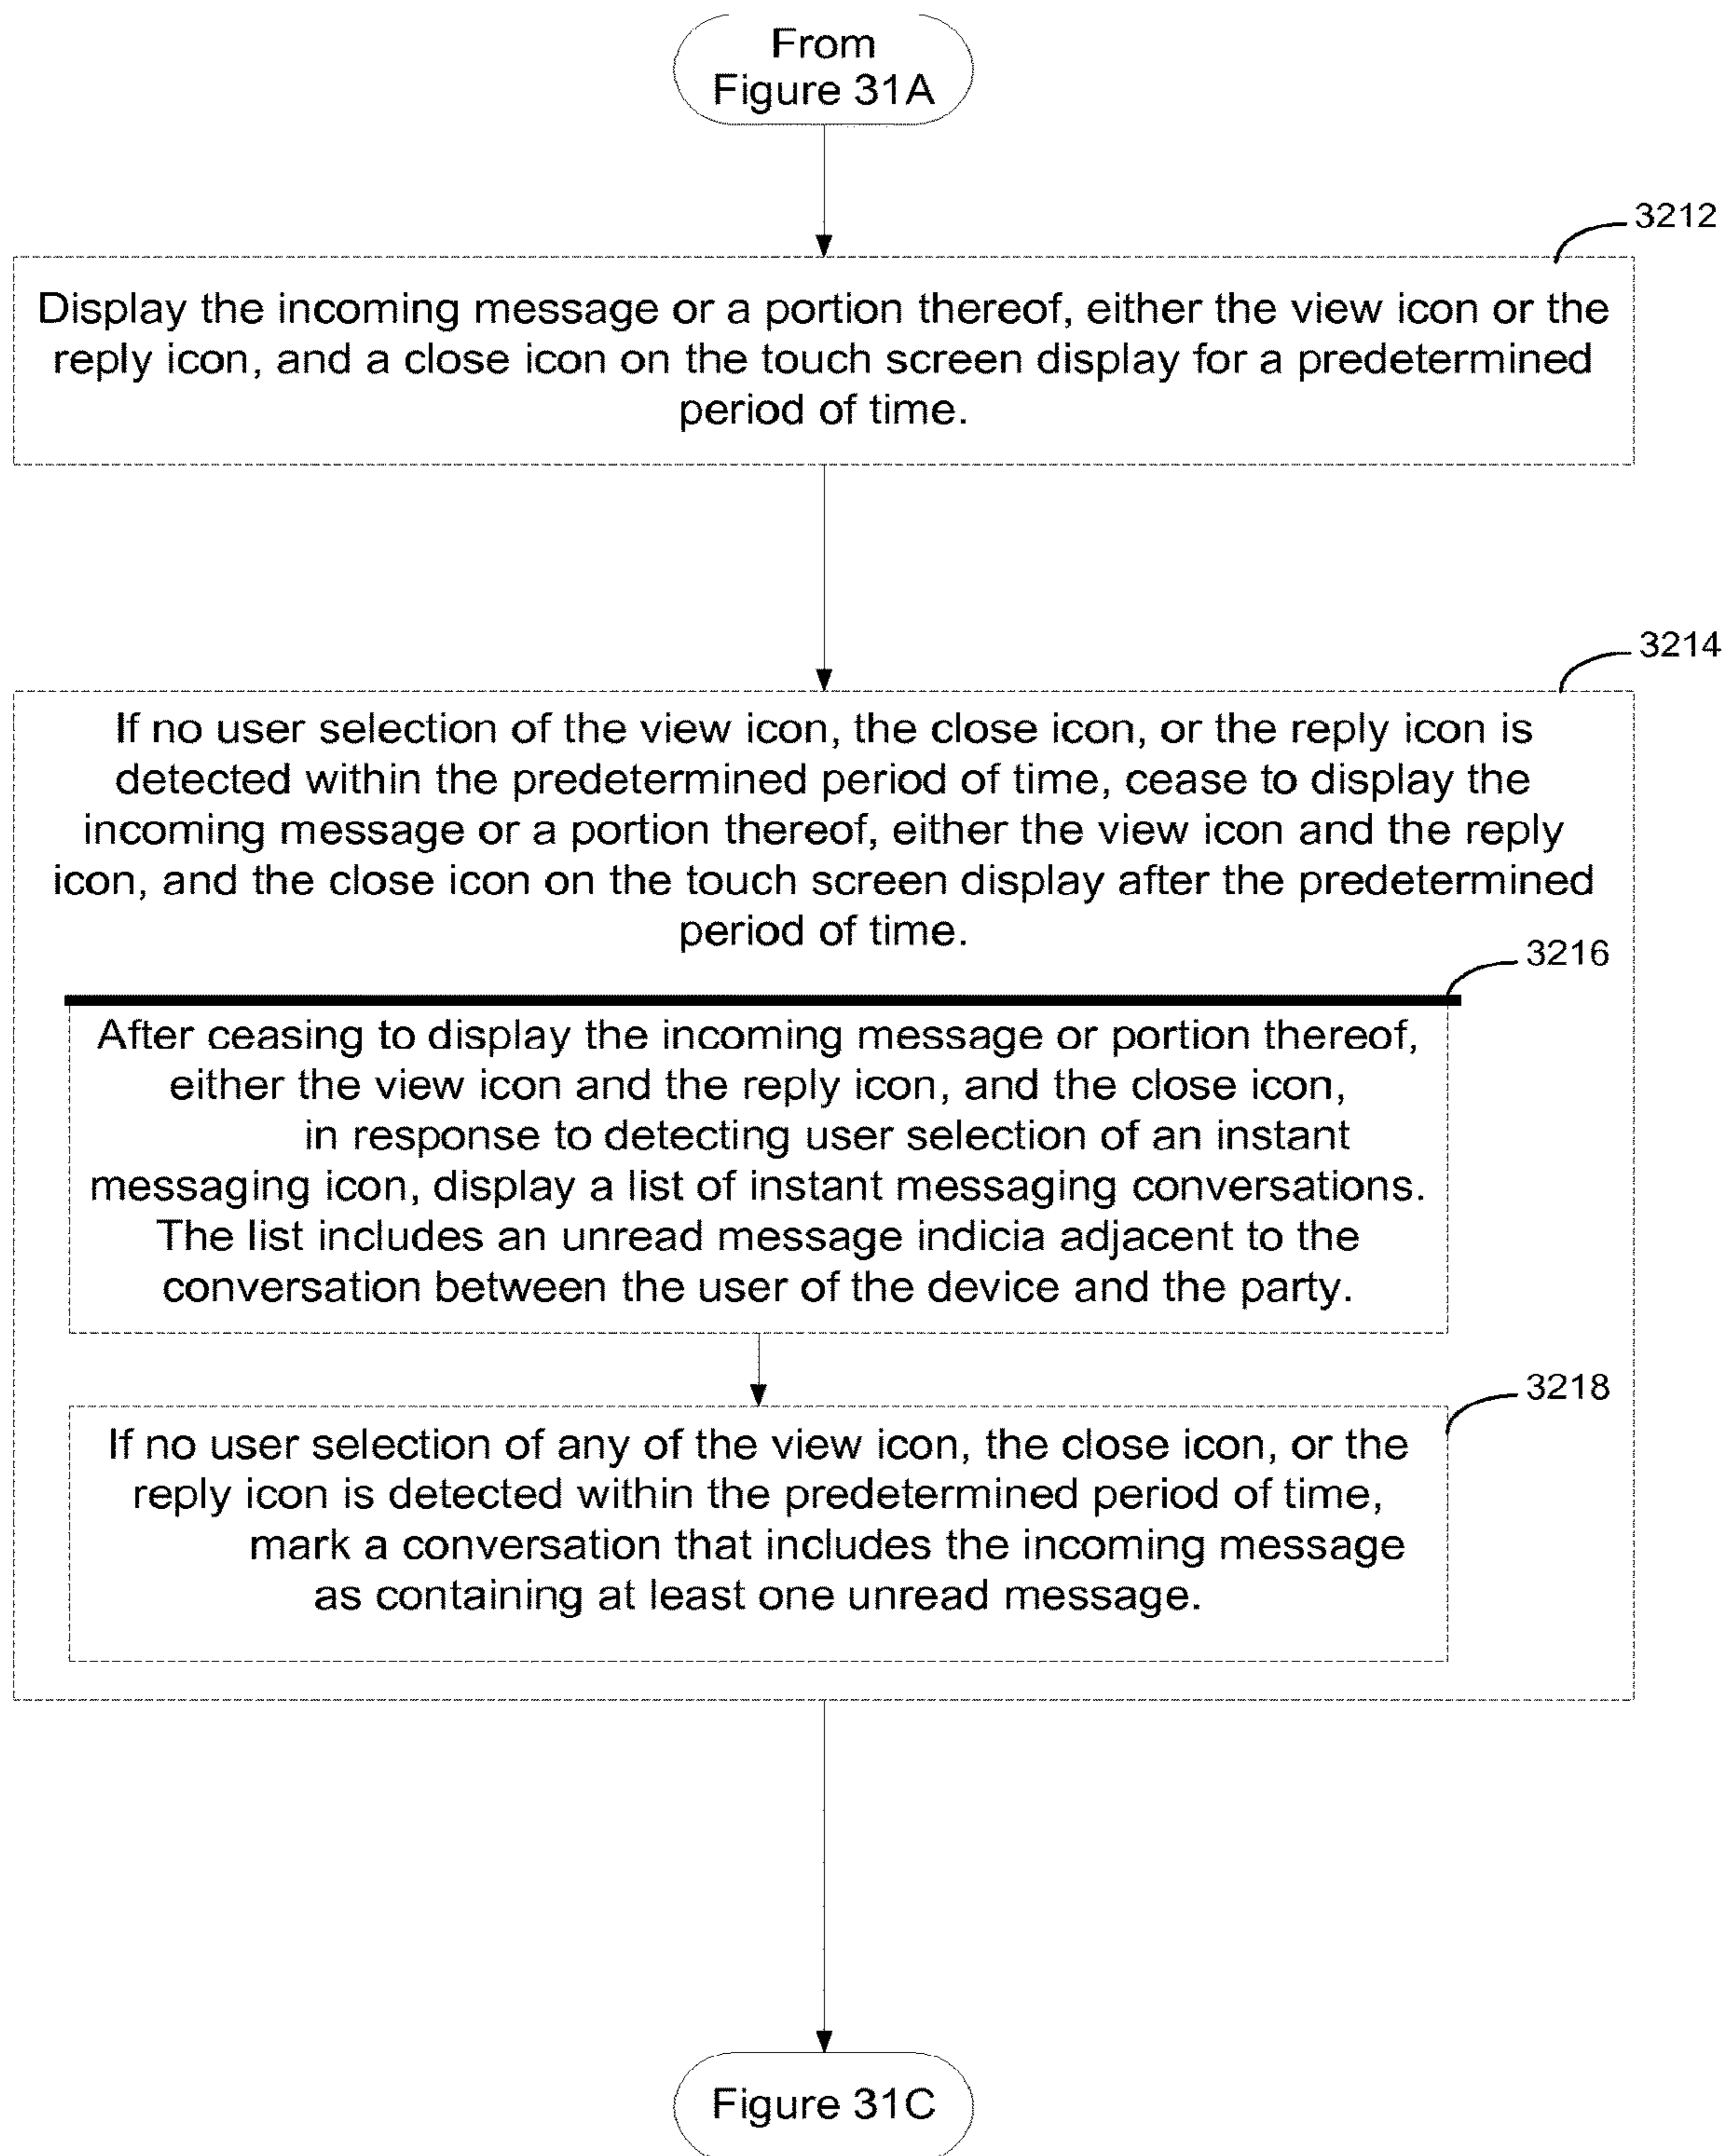 From
Figure 31A
3212
Display the incoming message or a portion thereof, either the view icon or the
reply icon, and a close icon on the touch screen display for a predetermined
period of time.
3214
If no user selection of the view icon, the close icon, or the reply icon is
detected within the predetermined period of time, cease to display the
incoming message or a portion thereof, either the view icon and the reply
icon, and the close icon on the touch screen display after the predetermined
period of time.
3216
After ceasing to display the incoming message or portion thereof,
either the view icon and the reply icon, and the close icon,
in response to detecting user selection of an instant
messaging icon, display a list of instant messaging conversations.
The list includes an unread message indicia adjacent to the
conversation between the user of the device and the party.
3218
If no user selection of any of the view icon, the close icon, or the
reply icon is detected within the predetermined period of time,
mark a conversation that includes the incoming message
as containing at least one unread message.
Figure 31C